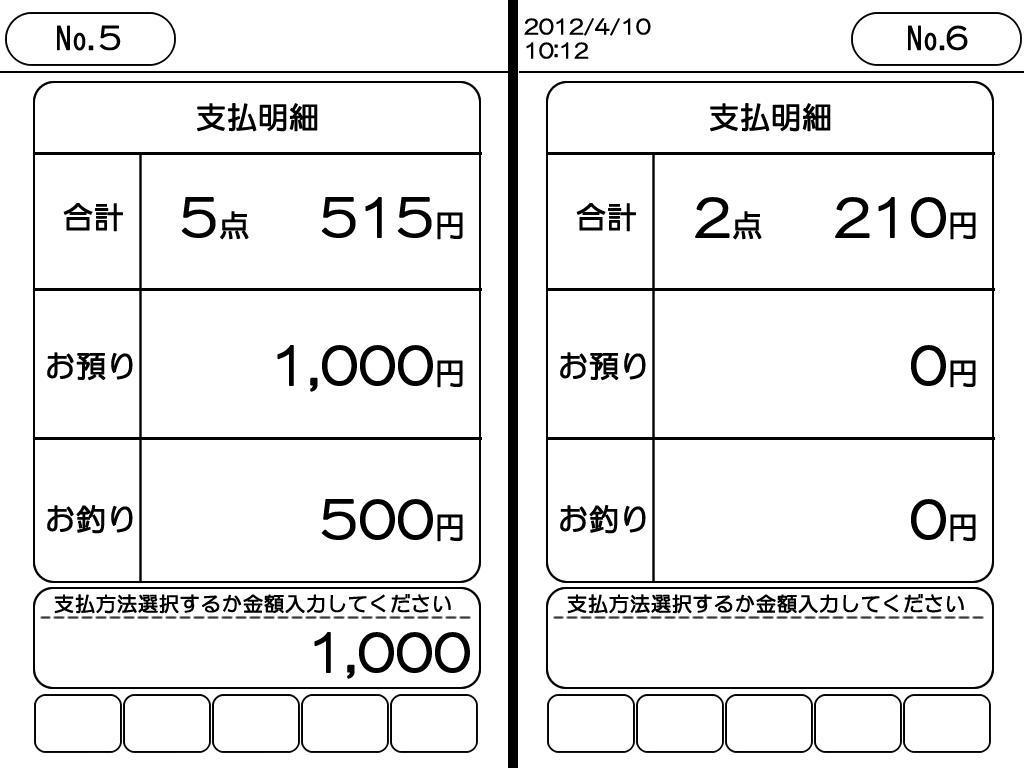 No.5
支払明細
合計 5点 515円
お預り 1,000円
お釣り 500円
支払方法選択するか金額入力してください
1,000
2012/4/10
10:12
No.6
支払明細
合計 2点 210円
お預り 0円
お釣り 0円
支払方法選択するか金額入力してください